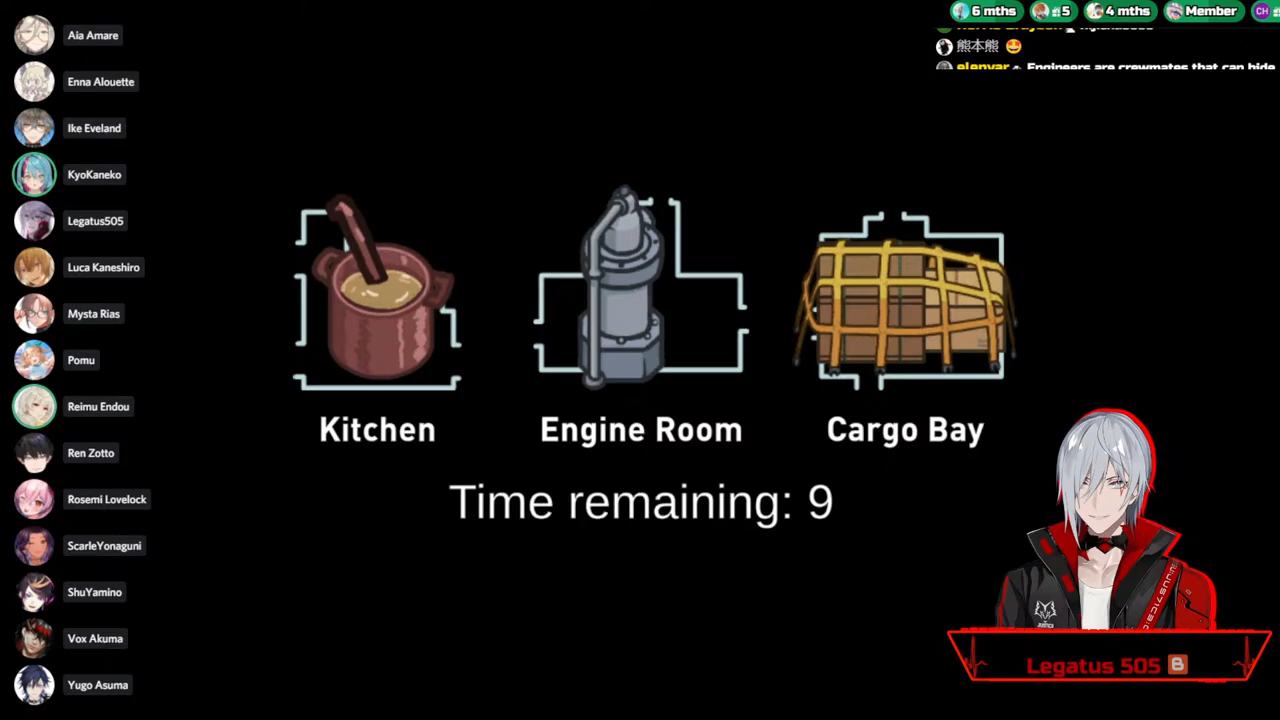 Aia Amare
Enna Alouette
Ike Eveland
KyoKaneko
Legatus505
Luca Kaneshiro
Mysta Rias
Pomu
Reimu Endou
Ren Zotto
Rosemi Lovelock
ScarleYonaguni
ShuYamino
Vox Akuma
Yugo Asuma
6 mths
5
4 mths
Member
CH
熊本熊
elenyar Engineers are crewmates that can hide
Kitchen
Engine Room
Cargo Bay
Time remaining: 9
Legatus 505 B